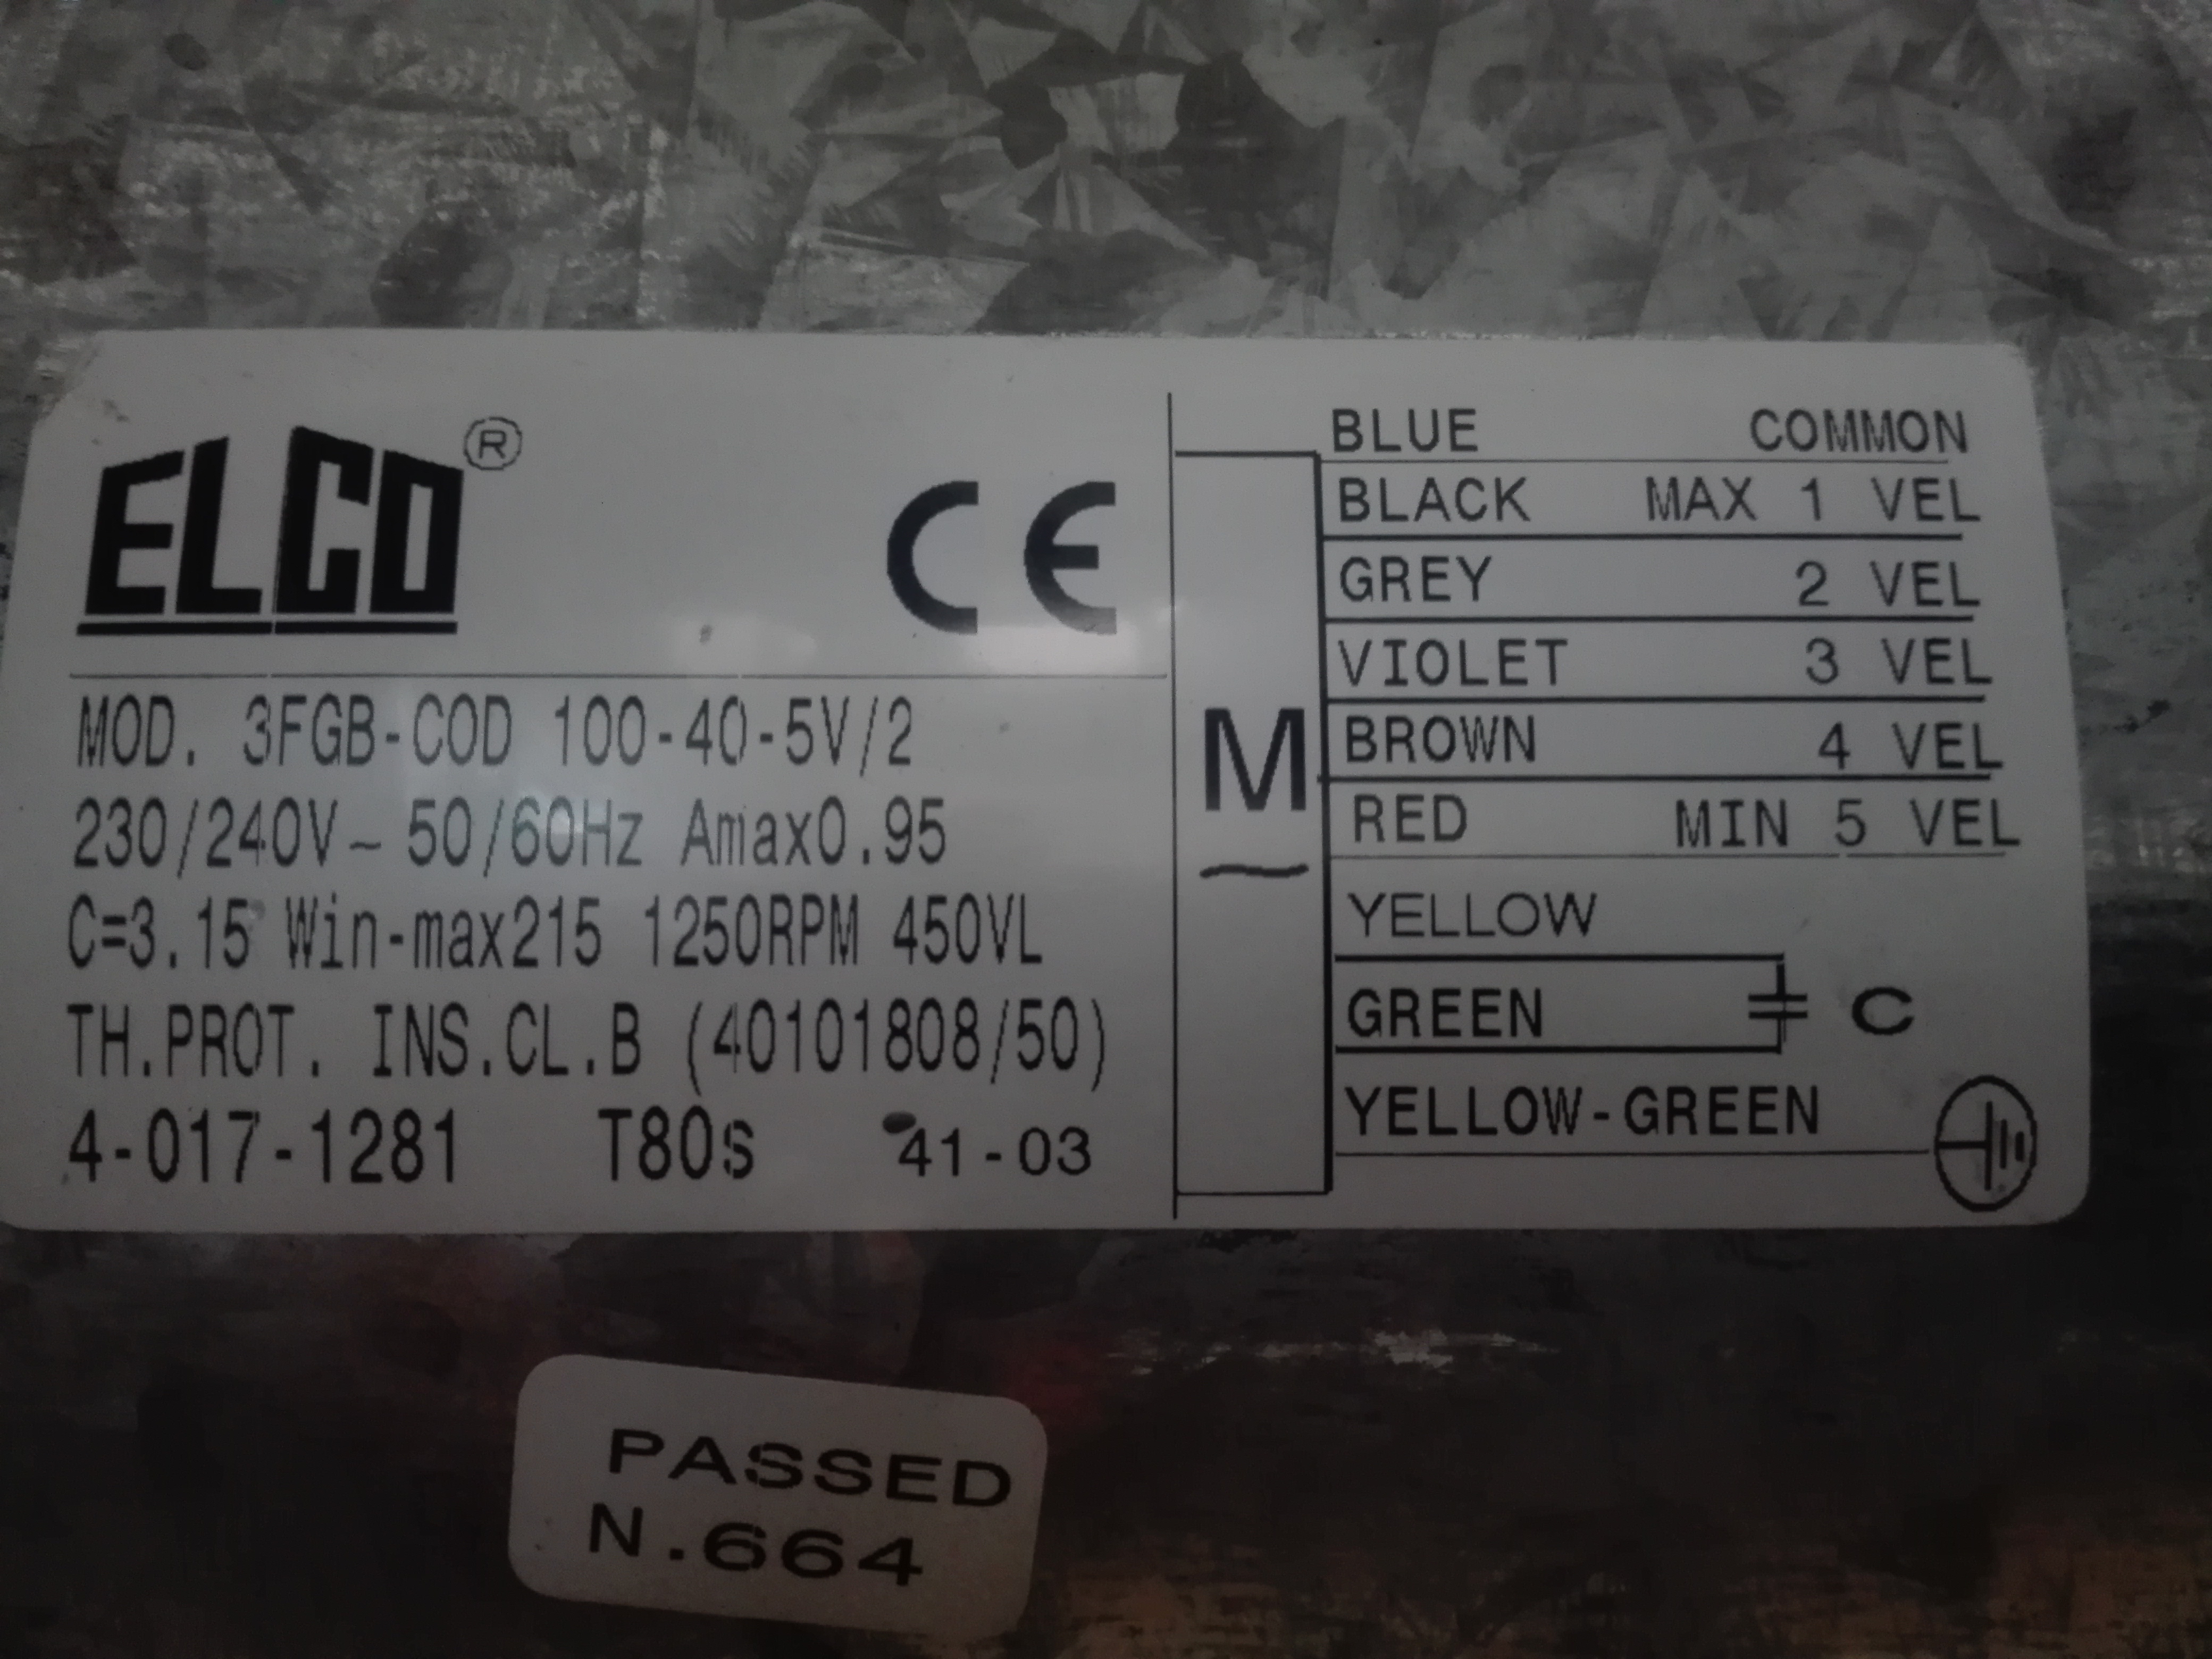 ELCO ®
CE
MOD. 3FGB-COD 100-40-5V/2
230/240V~ 50/60Hz Amax0.95
C=3.15 Win-max215 1250RPM 450VL
TH.PROT. INS.CL.B (40101808/50)
4-017-1281 T80s 41-03
M
~
BLUE COMMON
BLACK MAX 1 VEL
GREY 2 VEL
VIOLET 3 VEL
BROWN 4 VEL
RED MIN 5 VEL
YELLOW
GREEN C
YELLOW-GREEN
PASSED
N.664